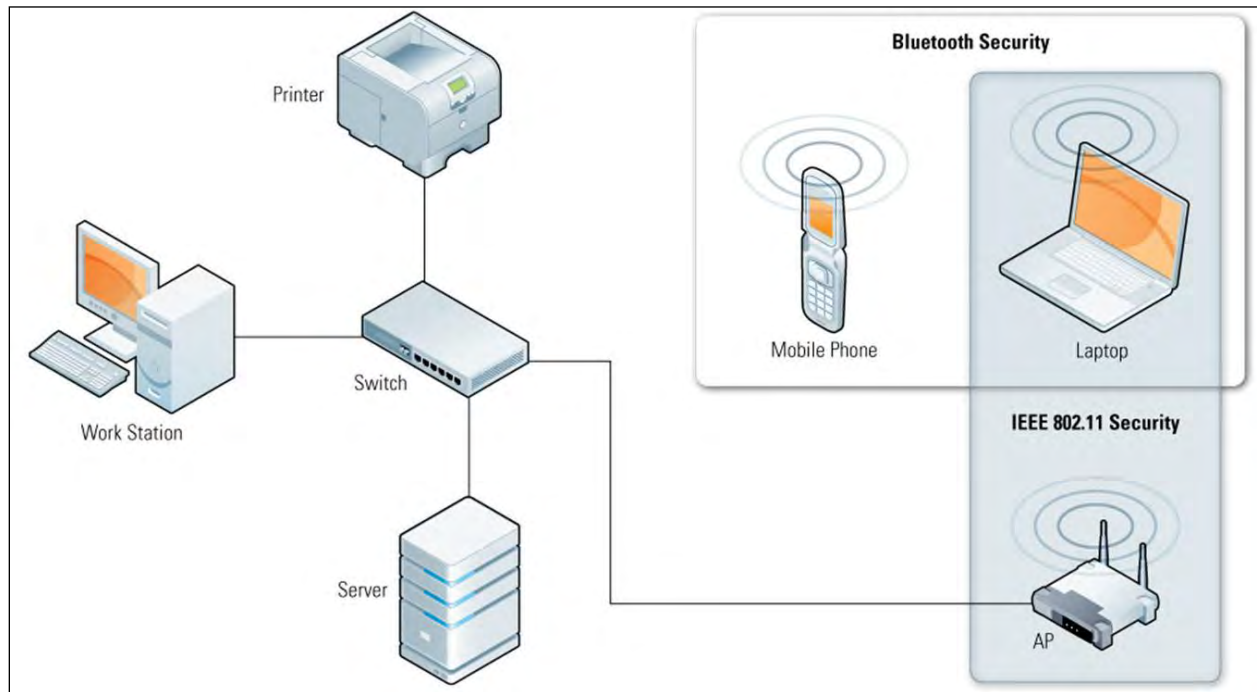 Bluetooth Security
Printer
Mobile Phone
Laptop
Switch
Work Station
IEEE 802.11 Security
Server
AP